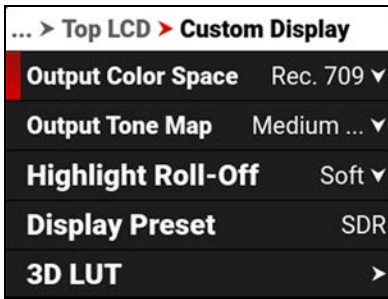 ... > Top LCD > Custom Display
Output Color Space Rec. 709
Output Tone Map Medium ...
Highlight Roll-Off Soft
Display Preset SDR
3D LUT >